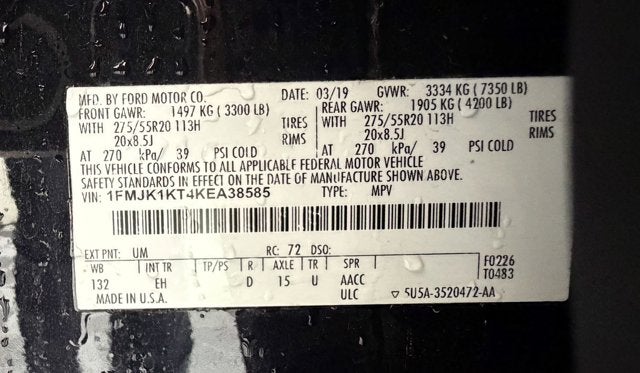 MFD. BY FORD MOTOR CO. DATE: 03/19 GVWR: 3334 KG ( 7350 LB)
FRONT GAWR: 1497 KG ( 3300 LB) REAR GAWR: 1905 KG ( 4200 LB)
WITH 275/55R20 113H TIRES WITH 275/55R20 113H TIRES
20x8.5J RIMS 20x8.5J RIMS
AT 270 kPa/ 39 PSI COLD AT 270 kPa/ 39 PSI COLD
THIS VEHICLE CONFORMS TO ALL APPLICABLE FEDERAL MOTOR VEHICLE
SAFETY STANDARDS IN EFFECT ON THE DATE OF MANUFACTURE SHOWN ABOVE.
VIN: 1FMJK1KT4KEA38585 TYPE: MPV
EXT PNT: UM RC: 72 DSO: F0226
WB INT TR TP/PS R AXLE TR SPR T0483
132 EH D 15 U AACC
MADE IN U.S.A. ULC ▽ 5U5A-3520472-AA